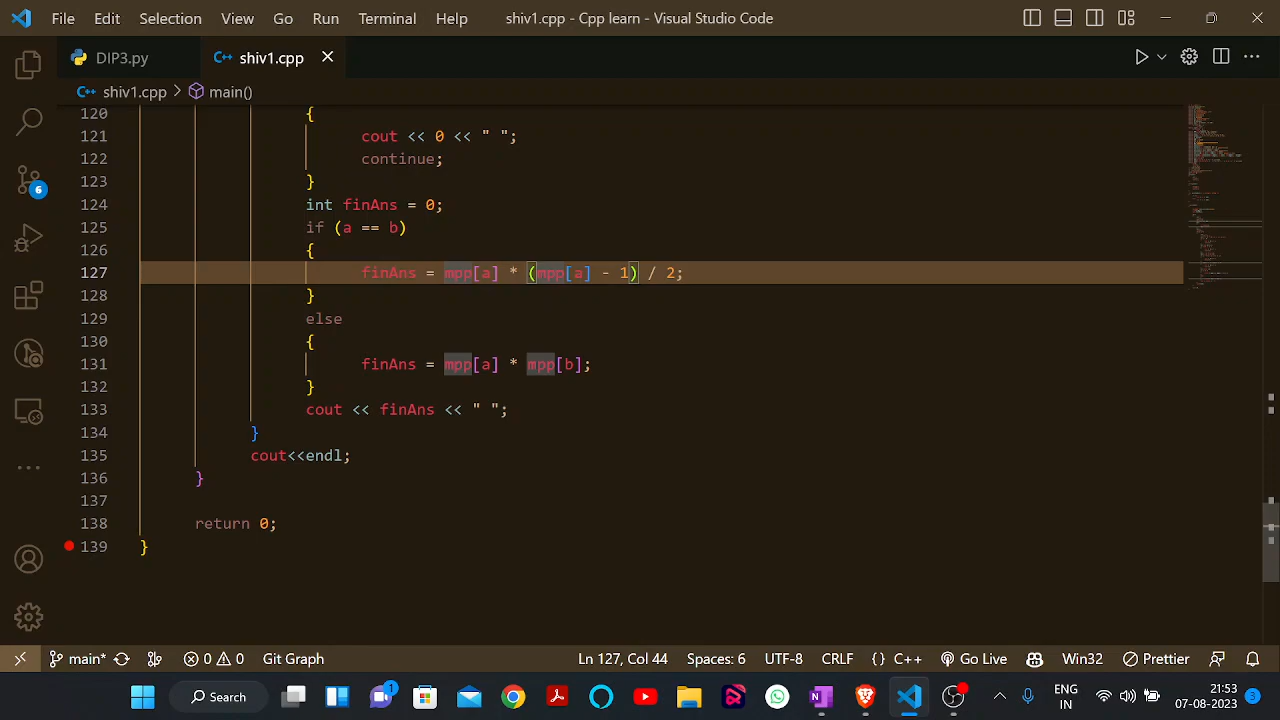 File Edit Selection View Go Run Terminal Help shiv1.cpp - Cpp learn - Visual Studio Code
DIP3.py shiv1.cpp
shiv1.cpp > main()
120 {
121 cout << 0 << " ";
122 continue;
123 }
124 int finAns = 0;
125 if (a == b)
126 {
127 finAns = mpp[a] * (mpp[a] - 1) / 2;
128 }
129 else
130 {
131 finAns = mpp[a] * mpp[b];
132 }
133 cout << finAns << " ";
134 }
135 cout<<endl;
136 }
137
138 return 0;
139 }
6
main* 0 0 Git Graph Ln 127, Col 44 Spaces: 6 UTF-8 CRLF {} C++ Go Live Win32 Prettier
Search 1 ENG 21:53
IN 07-08-2023